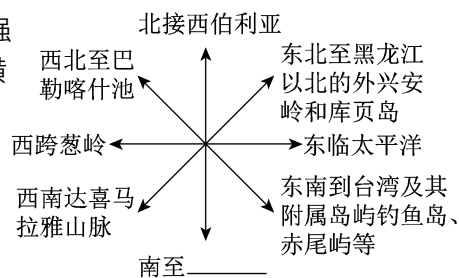 强
黄
北接西伯利亚
西北至巴
勒喀什池
东北至黑龙江
以北的外兴安
岭和库页岛
西跨葱岭
东临太平洋
西南达喜马
拉雅山脉
东南到台湾及其
附属岛屿钓鱼岛、
赤尾屿等
南至